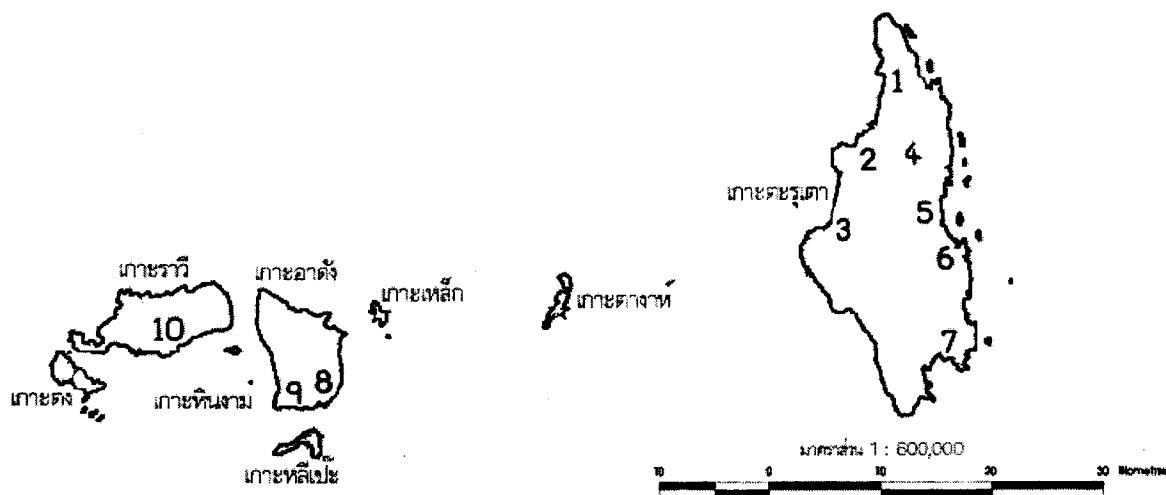 1
2
4
เกาะตะรุเตา
3
5
6
เกาะราวี
เกาะอาดัง
เกาะเหล็ก
เกาะตางาห์
10
7
เกาะดง
เกาะหินงาม
9
8
เกาะหลีเป๊ะ
มาตราส่วน 1 : 600,000
10 0 10 20 30 Kilometre